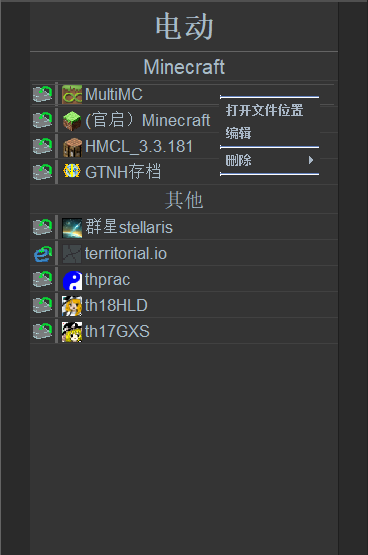 电动
Minecraft
MultiMC
打开文件位置
(官启）Minecraft
编辑
HMCL_3.3.181
删除
GTNH存档
其他
群星stellaris
territorial.io
thprac
th18HLD
th17GXS